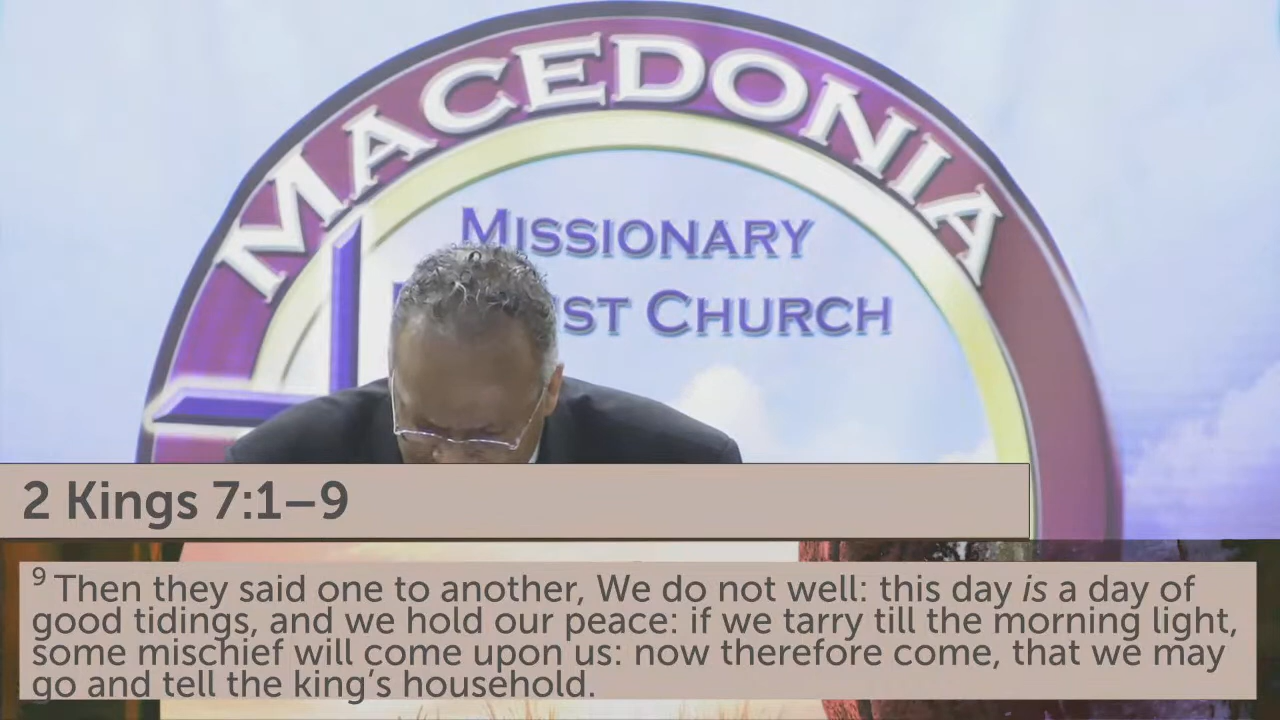 MACEDONIA
MISSIONARY
CHURCH
2 Kings 7:1–9
9 Then they said one to another, We do not well: this day is a day of
good tidings, and we hold our peace: if we tarry till the morning light,
some mischief will come upon us: now therefore come, that we may
go and tell the king's household.